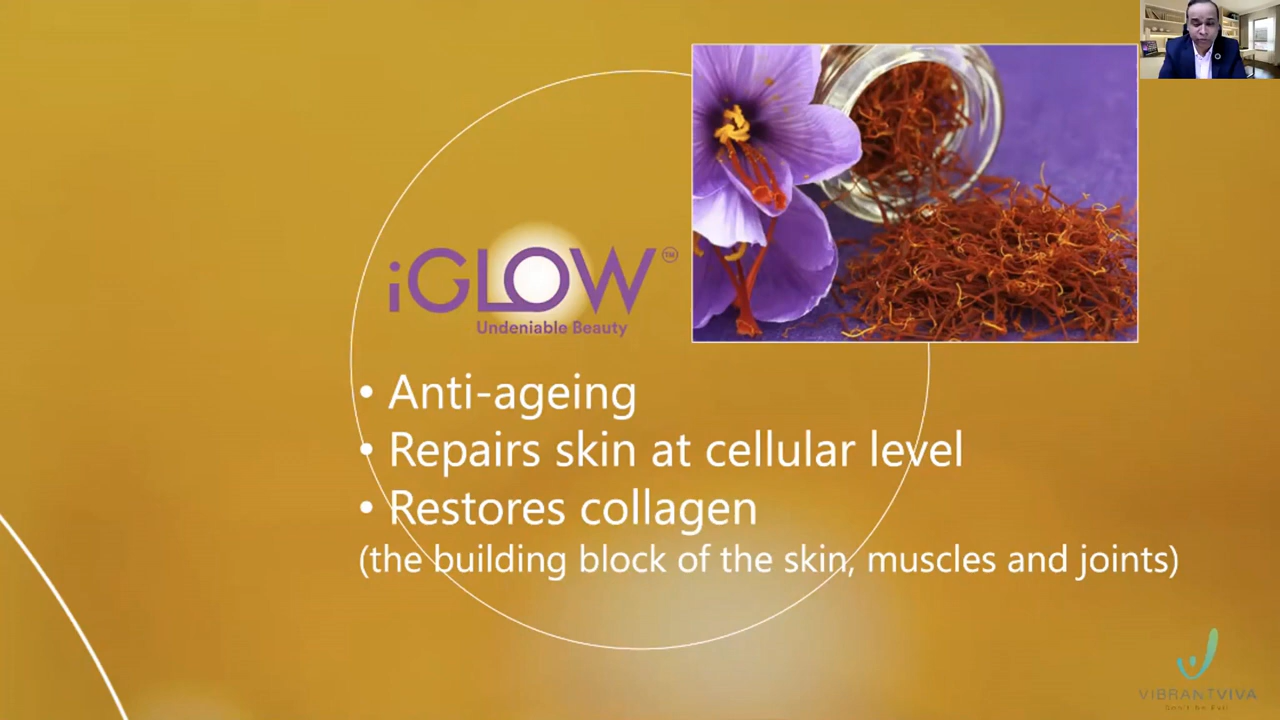 iGLOW™
Undeniable Beauty
• Anti-ageing
• Repairs skin at cellular level
• Restores collagen
(the building block of the skin, muscles and joints)
VIBRANTVIVA